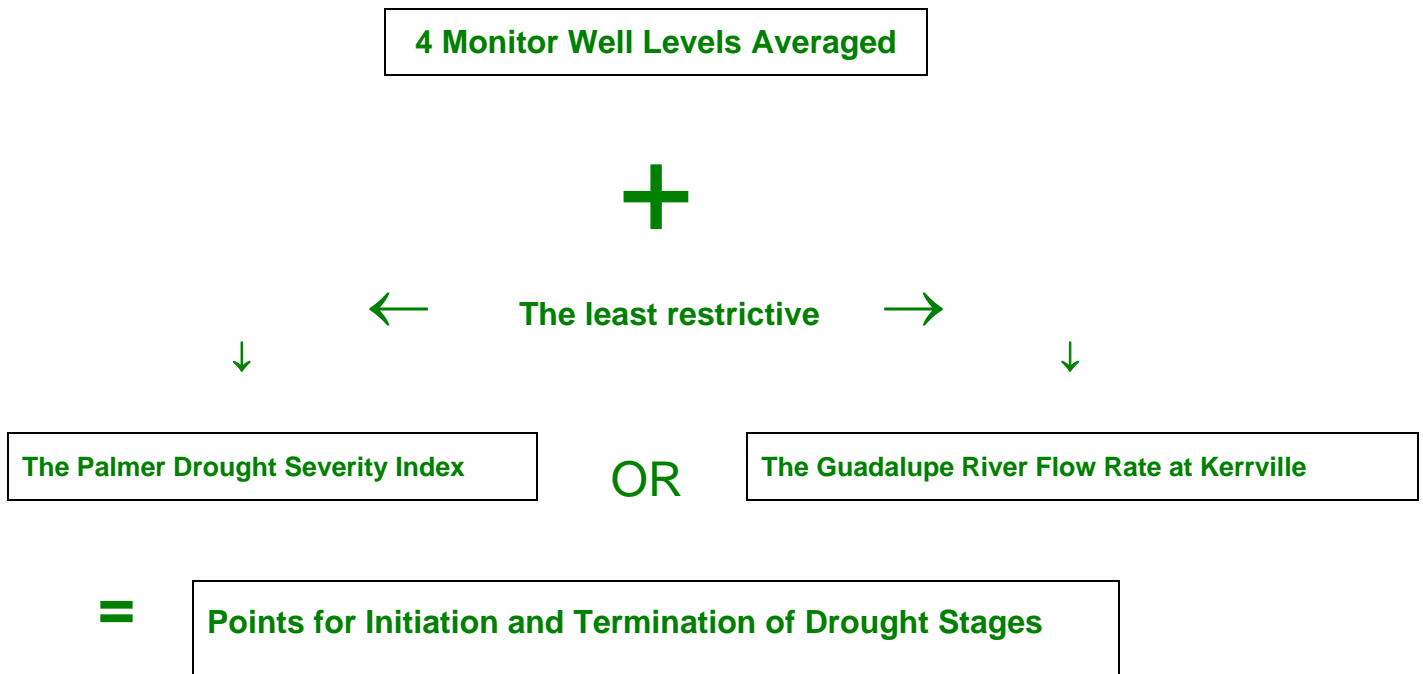 4 Monitor Well Levels Averaged
+
← The least restrictive →
↓ ↓
The Palmer Drought Severity Index OR The Guadalupe River Flow Rate at Kerrville
= Points for Initiation and Termination of Drought Stages